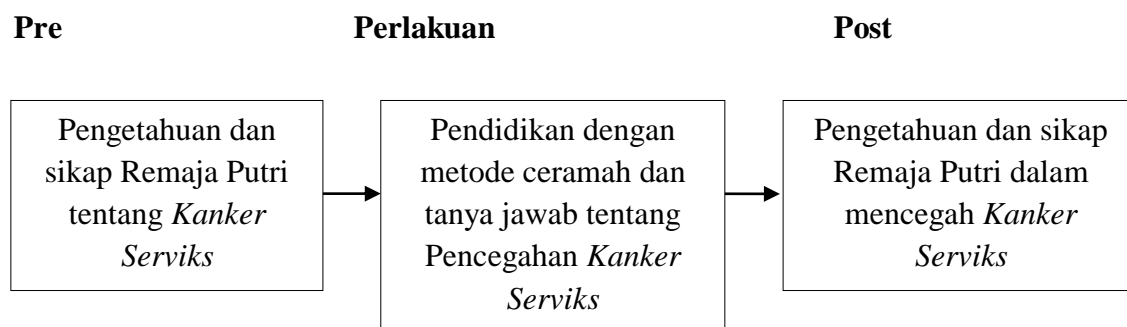 Pre Perlakuan Post
Pengetahuan dan
sikap Remaja Putri
tentang Kanker
Serviks
Pendidikan dengan
metode ceramah dan
tanya jawab tentang
Pencegahan Kanker
Serviks
Pengetahuan dan sikap
Remaja Putri dalam
mencegah Kanker
Serviks